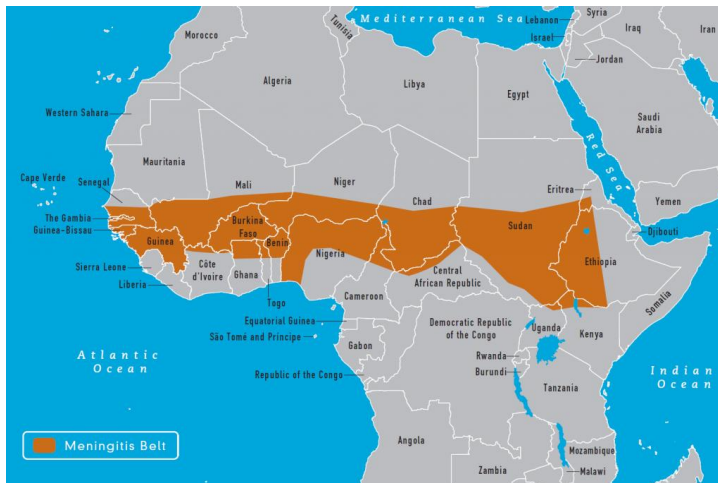 Mediterranean Sea
Lebanon
Syria
Israel
Iraq
Iran
Jordan
Morocco
Tunisia
Algeria
Libya
Egypt
Western Sahara
Saudi
Arabia
Red Sea
Mauritania
Mali
Niger
Chad
Sudan
Eritrea
Yemen
Cape Verde
Senegal
The Gambia
Guinea-Bissau
Guinea
Burkina
Faso
Benin
Nigeria
Djibouti
Ethiopia
Somalia
Sierra Leone
Liberia
Côte
d'Ivoire
Ghana
Togo
Cameroon
Central
African Republic
Equatorial Guinea
São Tomé and Príncipe
Gabon
Republic of the Congo
Democratic Republic
of the Congo
Uganda
Kenya
Rwanda
Burundi
Tanzania
Atlantic
Ocean
Indian
Ocean
Angola
Zambia
Mozambique
Malawi
Meningitis Belt